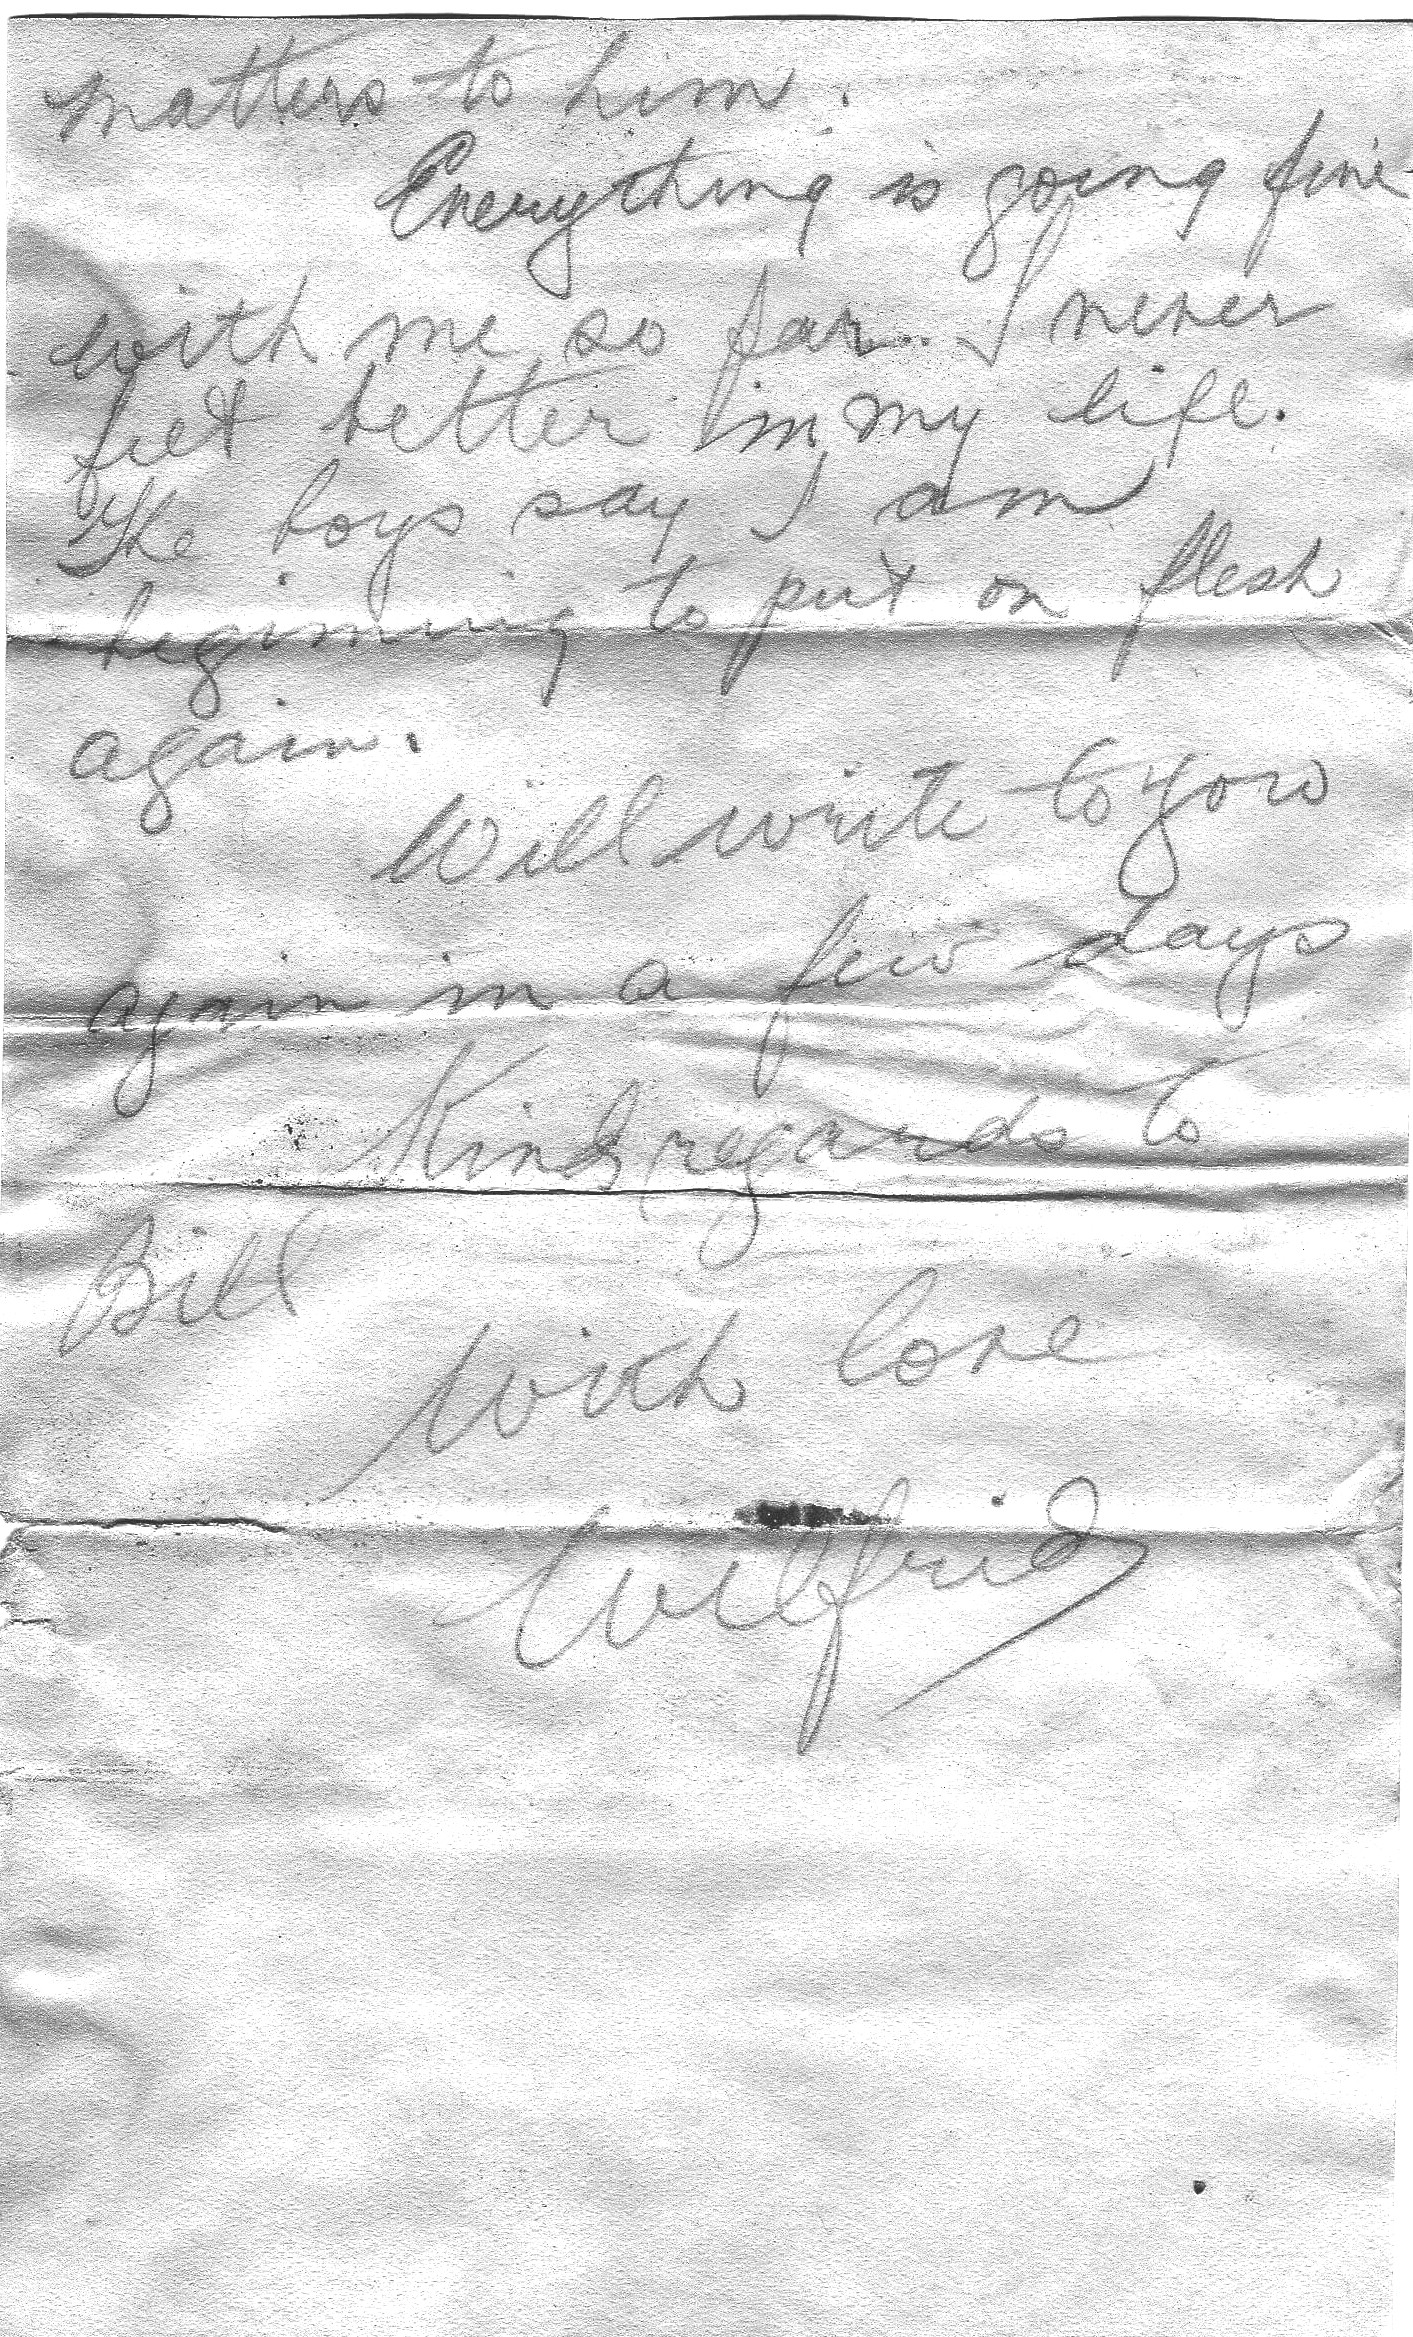 matters to him.
Everything is going fine
with me so far. I never
felt better in my life.
The boys say I am
beginning to put on flesh
again.
Will write to you
again in a few days
Kind regards to
Bill
With love
Wilfrid